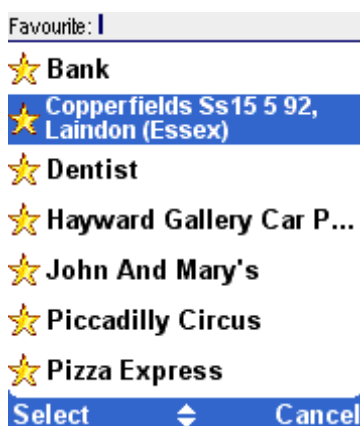 Favourite:
Bank
Copperfields Ss15 5 92,
Laindon (Essex)
Dentist
Hayward Gallery Car P...
John And Mary's
Piccadilly Circus
Pizza Express
Select Cancel